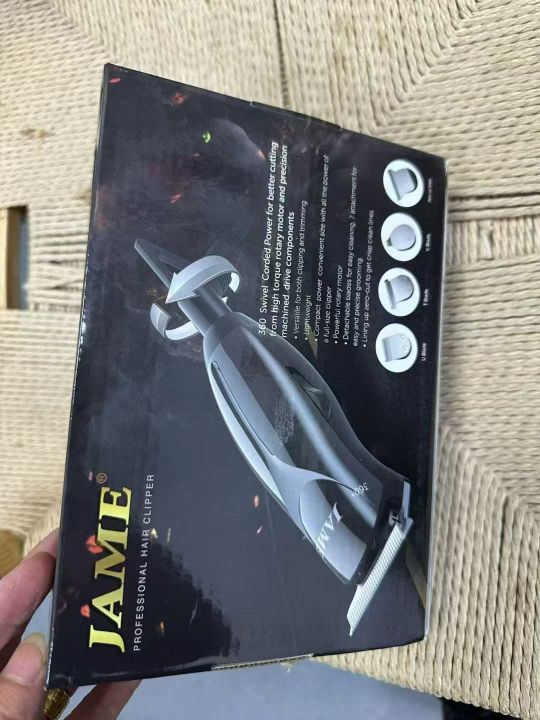 JAME®
PROFESSIONAL HAIR CLIPPER
360 Swivel Corded Power for better cutting
from high torque rotary motor and precision
machined drive components
• Versatile for both clipping and trimming
• Lightweight
• Compact power convenient size with all the power of
a full-size clipper
• Powerful rotary motor
• Detachable blades for easy cleaning, 7 attachment for
easy and precise grooming
• Lining up zero-cut to get crisp clean lines
U Blade
T Blade
V Blade
360°
JAME